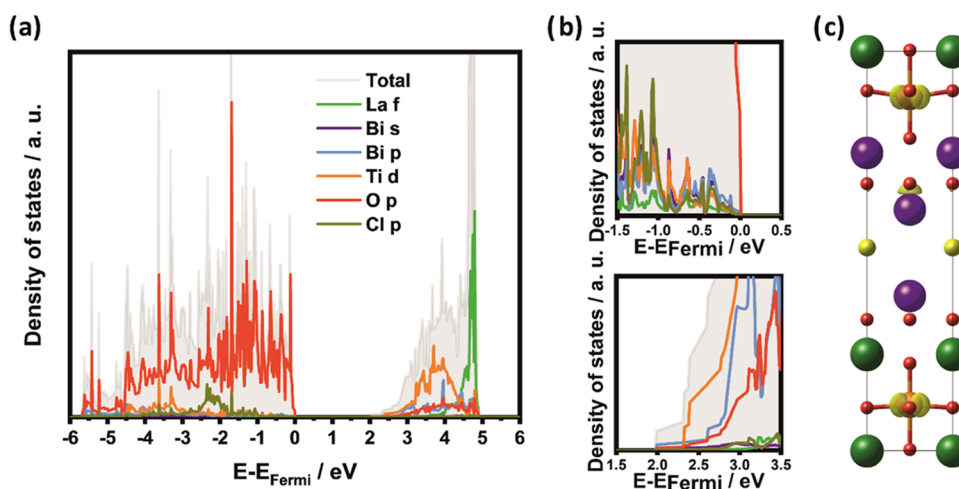 (a)
Density of states / a. u.
Total
La f
Bi s
Bi p
Ti d
O p
Cl p
-6 -5 -4 -3 -2 -1 0 1 2 3 4 5 6
E-EFermi / eV
(b)
Density of states / a. u.
-1.5 -1.0 -0.5 0.0 0.5
E-EFermi / eV
Density of states / a. u.
1.5 2.0 2.5 3.0 3.5
E-EFermi / eV
(c)